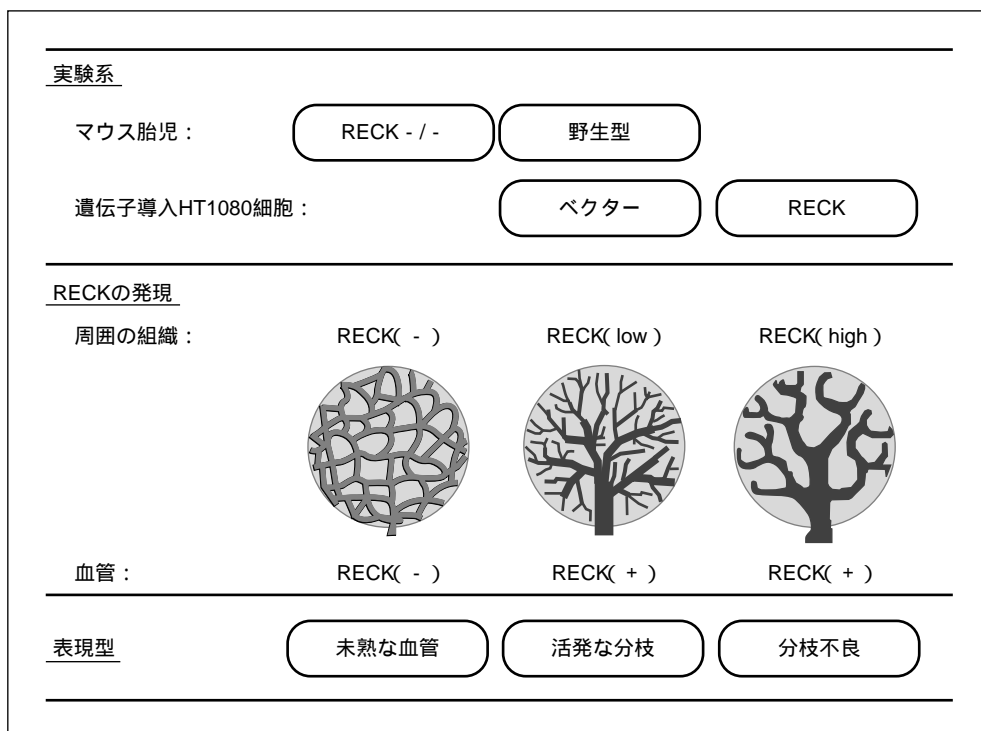 実験系
マウス胎児： RECK - / - 野生型
遺伝子導入HT1080細胞： ベクター RECK
RECKの発現
周囲の組織： RECK( - ) RECK( low ) RECK( high )
血管： RECK( - ) RECK( + ) RECK( + )
表現型 未熟な血管 活発な分枝 分枝不良